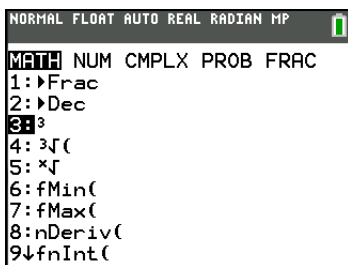 NORMAL FLOAT AUTO REAL RADIAN MP
MATH NUM CMPLX PROB FRAC
1:►Frac
2:►Dec
3:³
4:³√(
5:ˣ√
6:fMin(
7:fMax(
8:nDeriv(
9↓fnInt(